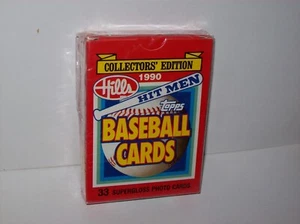 COLLECTORS' EDITION
1990
Hills
HIT MEN
Topps
BASEBALL
CARDS
33 SUPERGLOSS PHOTO CARDS